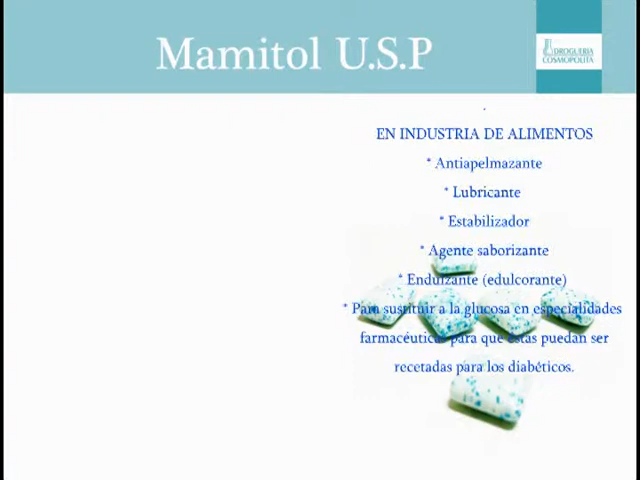 Mamitol U.S.P
DROGUERIA
COSMOPOLITA
EN INDUSTRIA DE ALIMENTOS
* Antiapelmazante
* Lubricante
* Estabilizador
* Agente saborizante
* Endulzante (edulcorante)
* Para sustituir a la glucosa en especialidades
farmacéuticas para que éstas puedan ser
recetadas para los diabéticos.